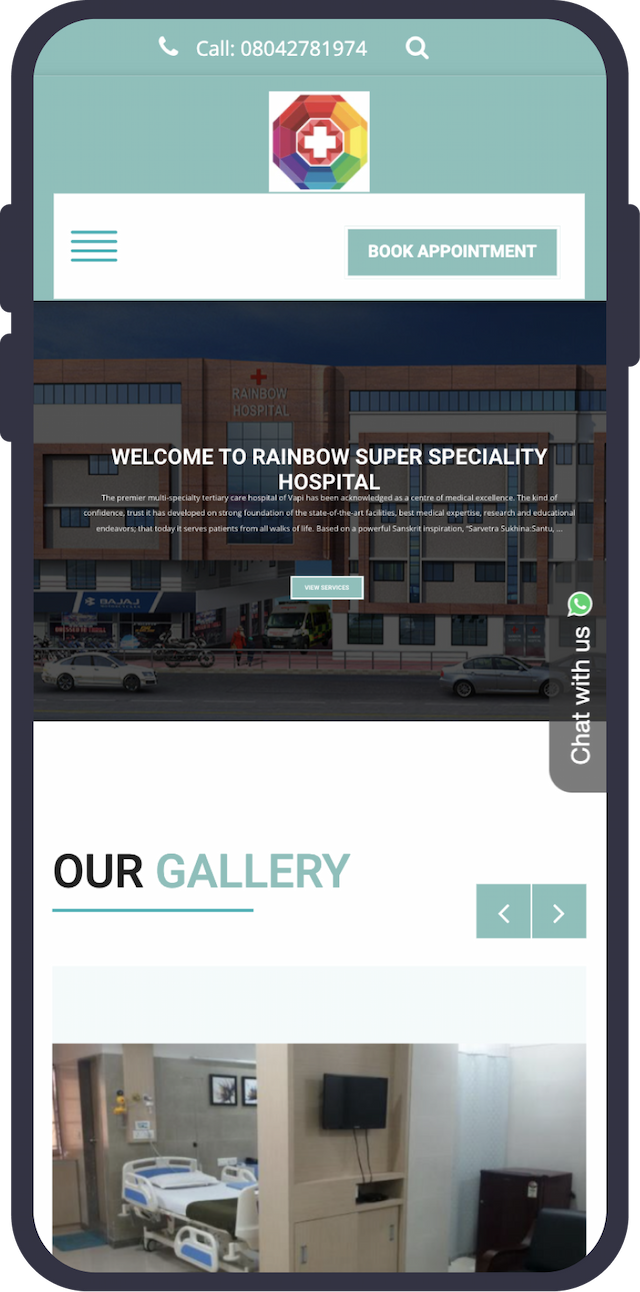 Call: 08042781974
BOOK APPOINTMENT
RAINBOW
HOSPITAL
WELCOME TO RAINBOW SUPER SPECIALITY
HOSPITAL
The premier multi-specialty tertiary care hospital of Vapi has been acknowledged as a centre of medical excellence. The kind of
confidence, trust it has developed on strong foundation of the state-of-the-art facilities, best medical expertise, research and educational
endeavors; that today it serves patients from all walks of life. Based on a powerful Sanskrit inspiration, "Sarvetra Sukhina:Santu, ...
VIEW SERVICES
BAJAJ
Chat with us
OUR GALLERY